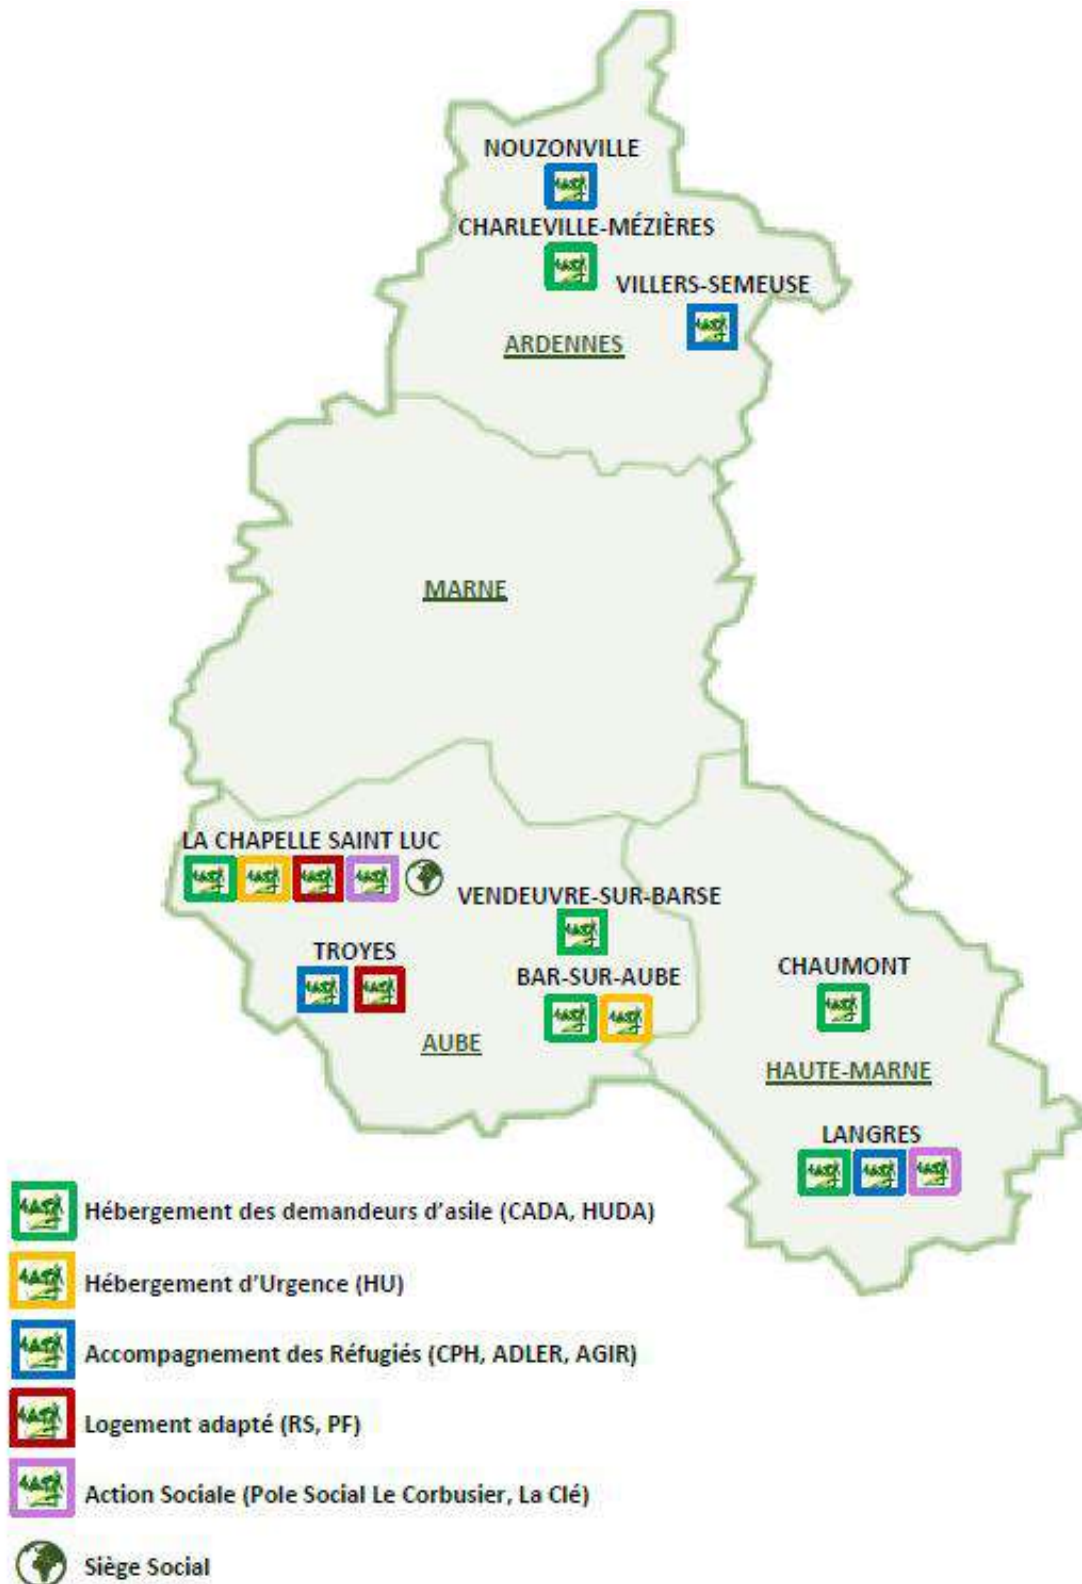 NOUZONVILLE
CHARLEVILLE-MÉZIÈRES
VILLERS-SEMEUSE
ARDENNES
MARNE
LA CHAPELLE SAINT LUC
VENDEUVRE-SUR-BARSE
TROYES
BAR-SUR-AUBE
CHAUMONT
AUBE
HAUTE-MARNE
LANGRES
Hébergement des demandeurs d'asile (CADA, HUDA)
Hébergement d'Urgence (HU)
Accompagnement des Réfugiés (CPH, ADLER, AGIR)
Logement adapté (RS, PF)
Action Sociale (Pole Social Le Corbusier, La Clé)
Siège Social